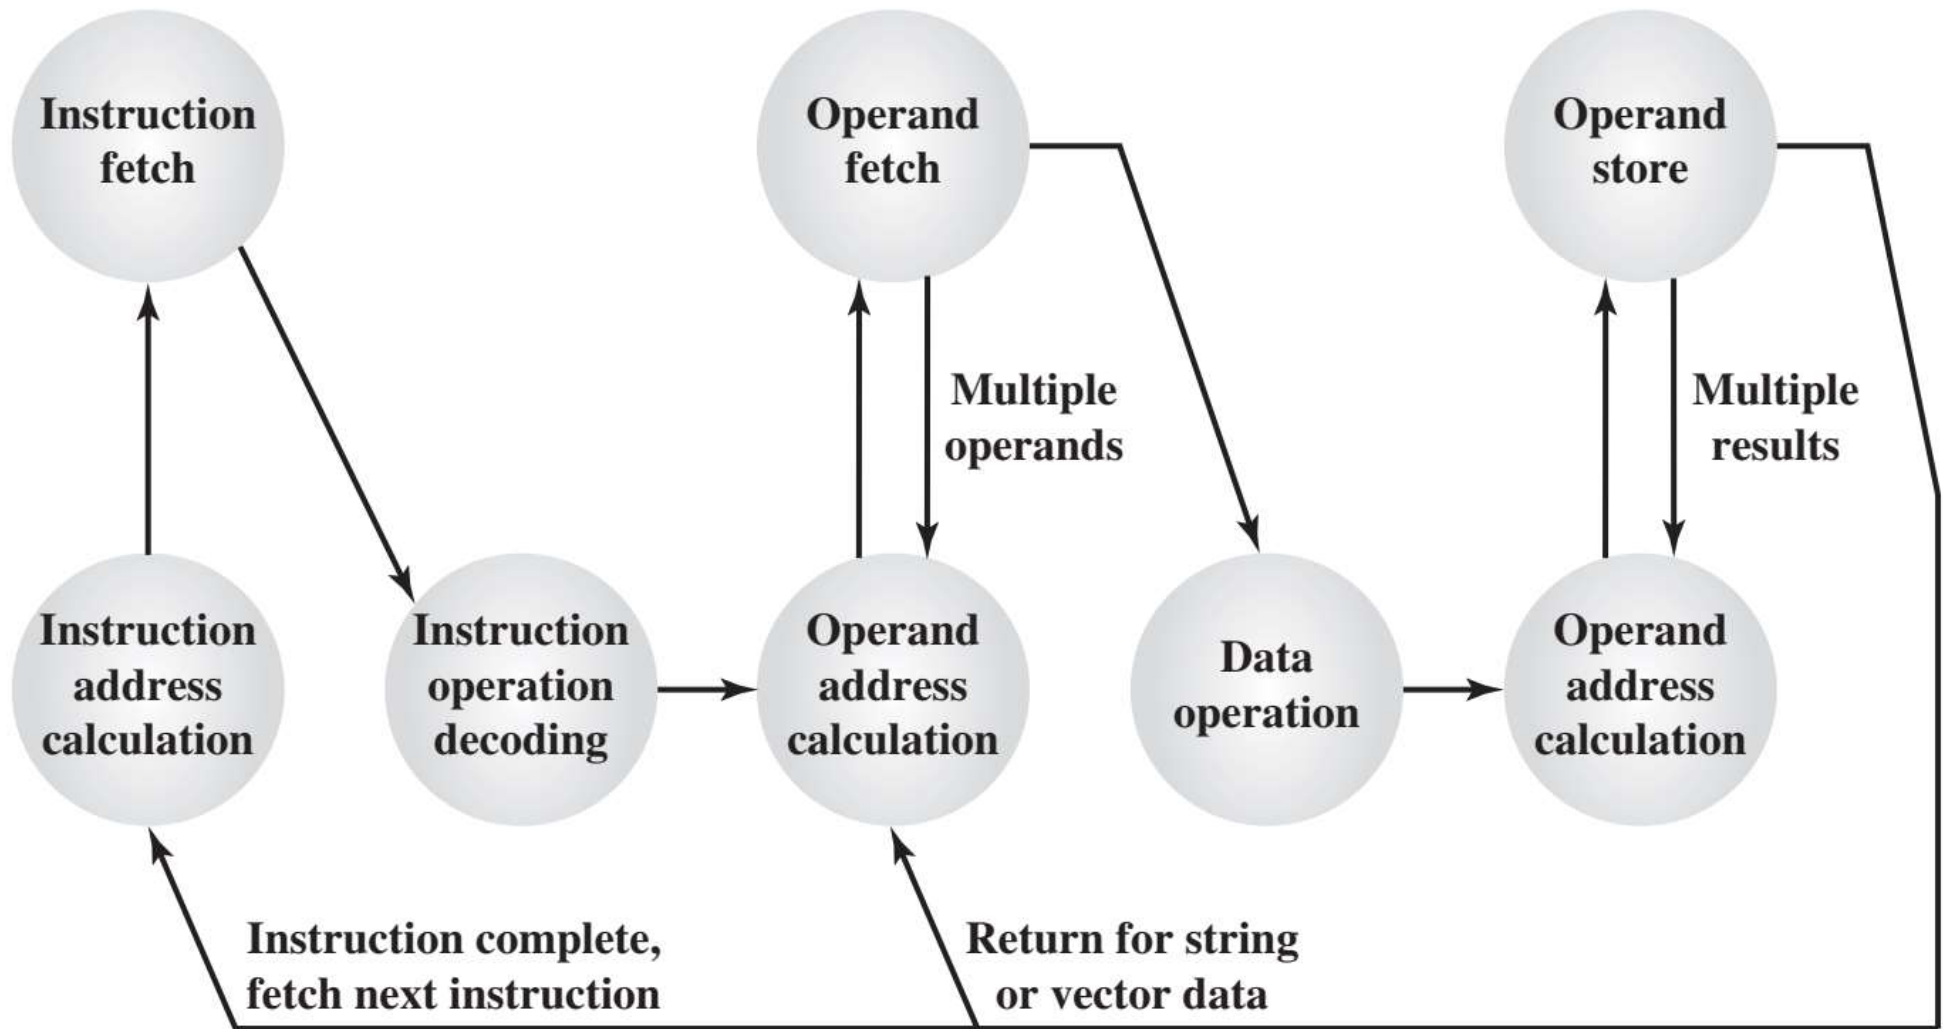 Instruction
fetch
Operand
fetch
Operand
store
Multiple
operands
Multiple
results
Instruction
address
calculation
Instruction
operation
decoding
Operand
address
calculation
Data
operation
Operand
address
calculation
Instruction complete,
fetch next instruction
Return for string
or vector data